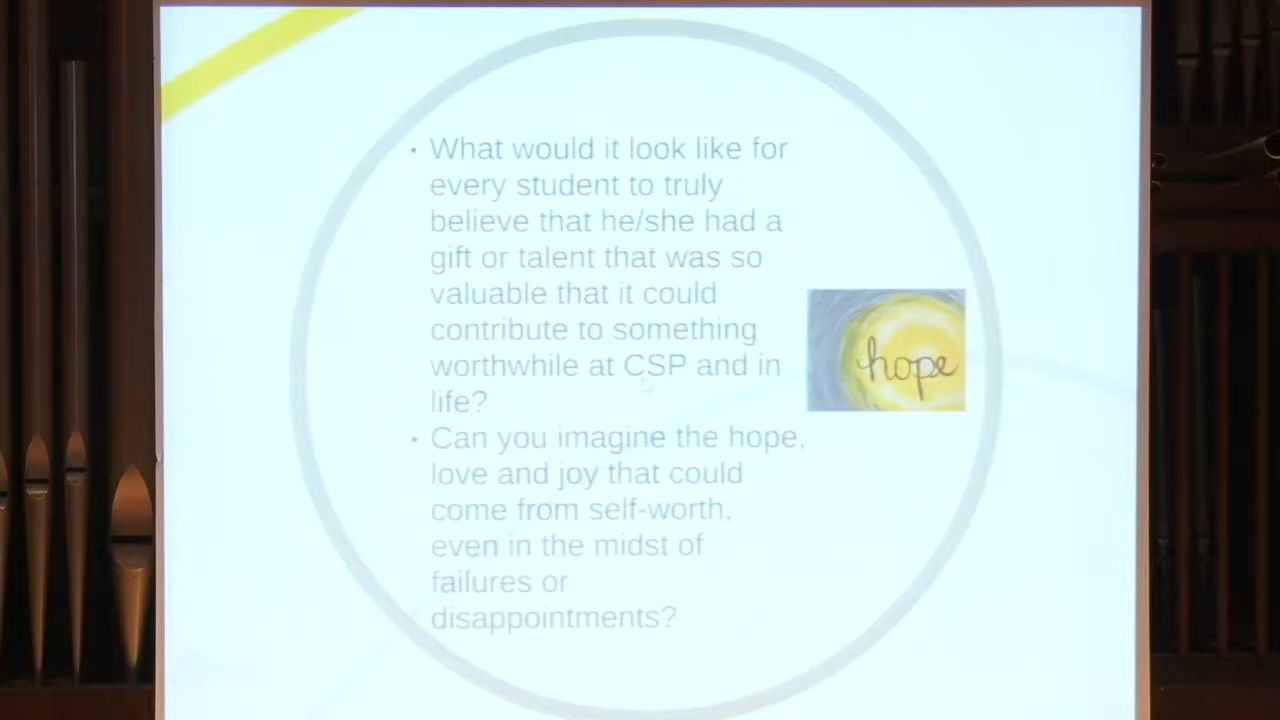 • What would it look like for
every student to truly
believe that he/she had a
gift or talent that was so
valuable that it could
contribute to something
worthwhile at CSP and in
life?
• Can you imagine the hope,
love and joy that could
come from self-worth,
even in the midst of
failures or
disappointments?
hope